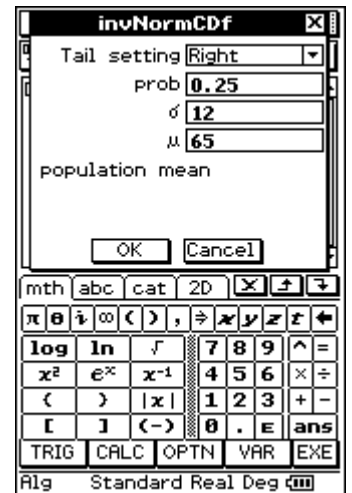 invNormCDf X
Tail setting Right
prob 0.25
σ 12
μ 65
population mean
OK Cancel
mth abc cat 2D
π θ i ∞ ( ) , ⇒ x y z t ←
log ln √ 7 8 9 ^ =
x² eˣ x⁻¹ 4 5 6 × ÷
( ) |x| 1 2 3 + −
[ ] (-) 0 . E ans
TRIG CALC OPTN VAR EXE
Alg Standard Real Deg